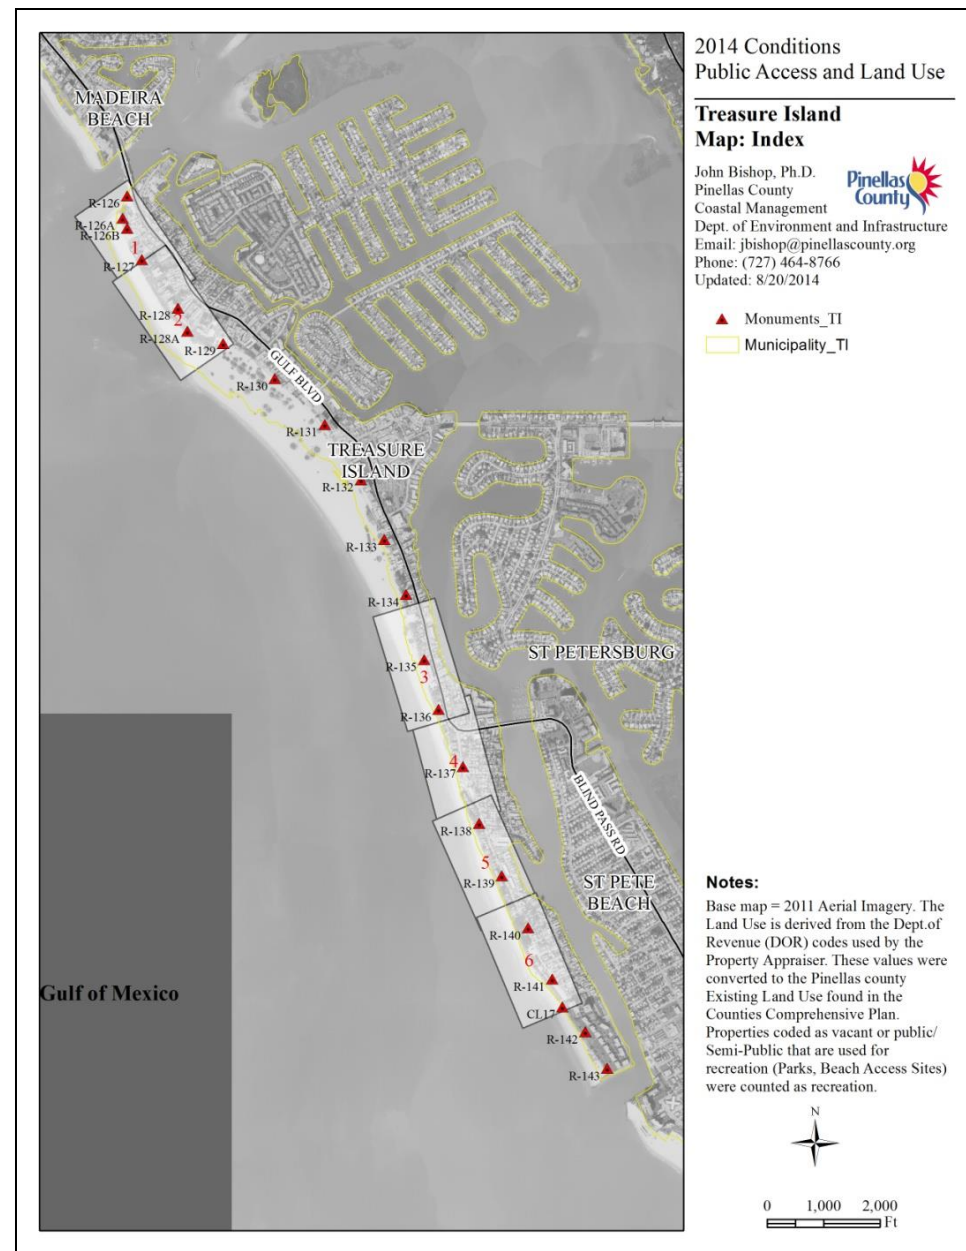 2014 Conditions
Public Access and Land Use
Treasure Island
Map: Index
John Bishop, Ph.D.
Pinellas County
Coastal Management
Dept. of Environment and Infrastructure
Email: jbishop@pinellascounty.org
Phone: (727) 464-8766
Updated: 8/20/2014
Pinellas
County
Monuments_TI
Municipality_TI
MADEIRA
BEACH
R-126
R-126A
R-126B
1
R-127
R-128
2
R-128A
R-129
GULF BLVD
R-130
R-131
TREASURE
ISLAND
R-132
R-133
R-134
ST PETERSBURG
R-135
3
R-136
4
R-137
BLIND PASS RD
R-138
5
R-139
ST PETE
BEACH
R-140
6
R-141
CL17
R-142
R-143
Gulf of Mexico
Notes:
Base map = 2011 Aerial Imagery. The
Land Use is derived from the Dept.of
Revenue (DOR) codes used by the
Property Appraiser. These values were
converted to the Pinellas county
Existing Land Use found in the
Counties Comprehensive Plan.
Properties coded as vacant or public/
Semi-Public that are used for
recreation (Parks, Beach Access Sites)
were counted as recreation.
N
0 1,000 2,000
Ft